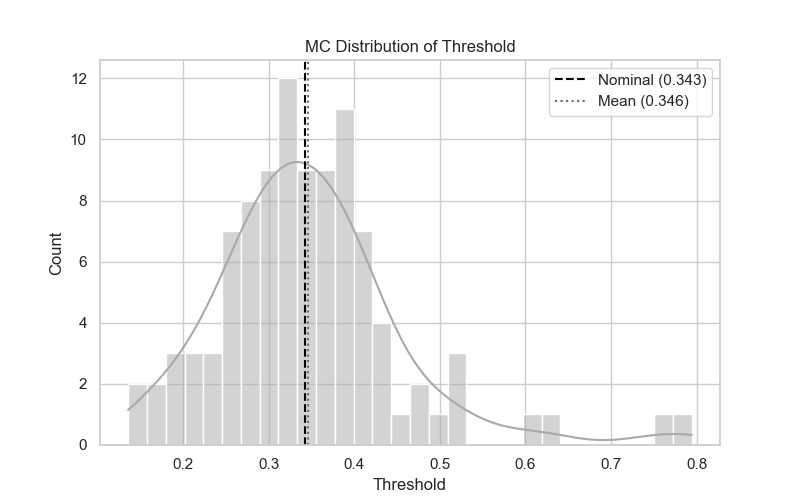 MC Distribution of Threshold
Nominal (0.343)
Mean (0.346)
Count
12
10
8
6
4
2
0
0.2 0.3 0.4 0.5 0.6 0.7 0.8
Threshold